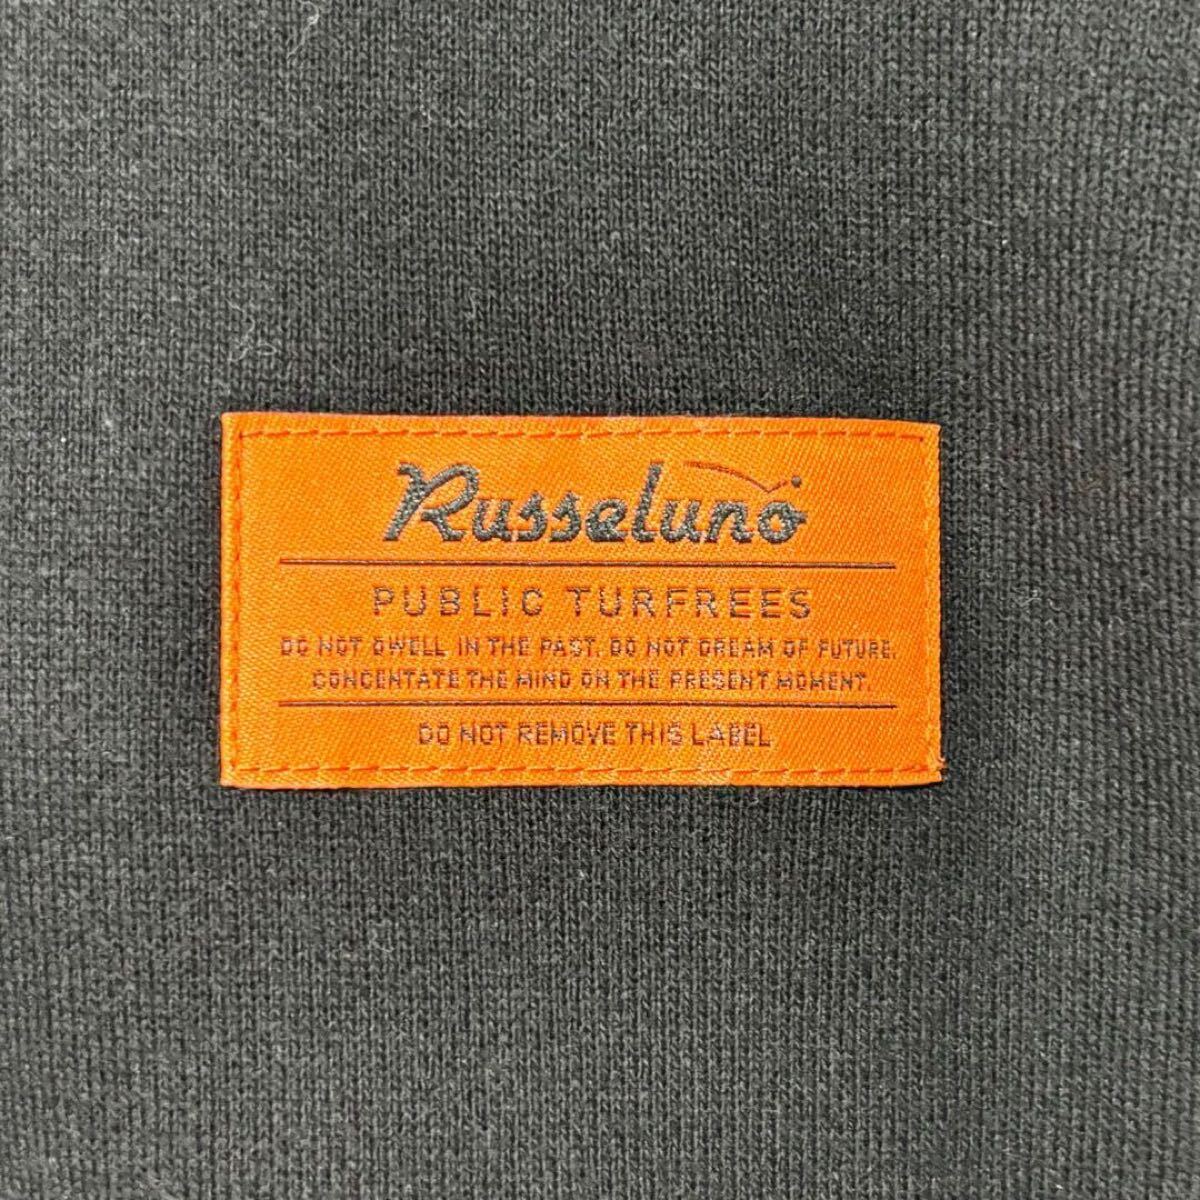 Russeluno
PUBLIC TURFREES
DO NOT DWELL IN THE PAST. DO NOT DREAM OF FUTURE.
CONCENTATE THE MIND ON THE PRESENT MOMENT.
DO NOT REMOVE THIS LABEL